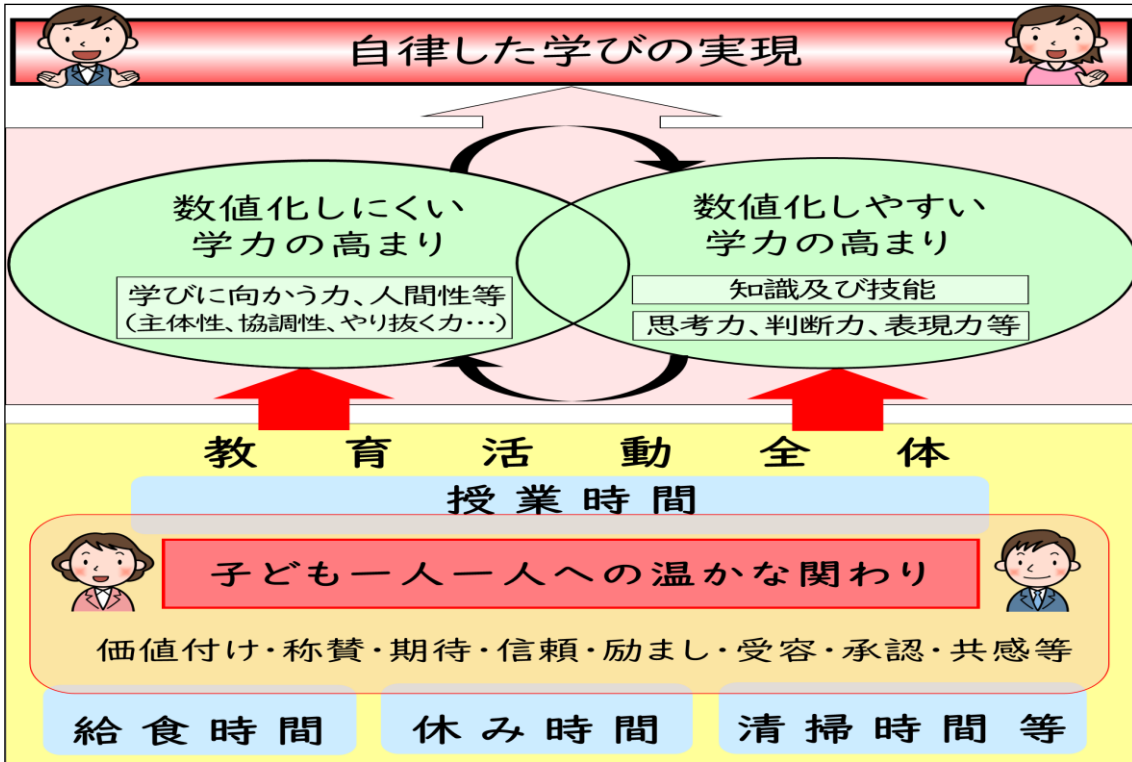 自律した学びの実現
数値化しにくい
学力の高まり
学びに向かう力、人間性等
(主体性、協調性、やり抜く力…)
数値化しやすい
学力の高まり
知識及び技能
思考力、判断力、表現力等
教育活動全体
授業時間
子ども一人一人への温かな関わり
価値付け・称賛・期待・信頼・励まし・受容・承認・共感等
給食時間
休み時間
清掃時間等